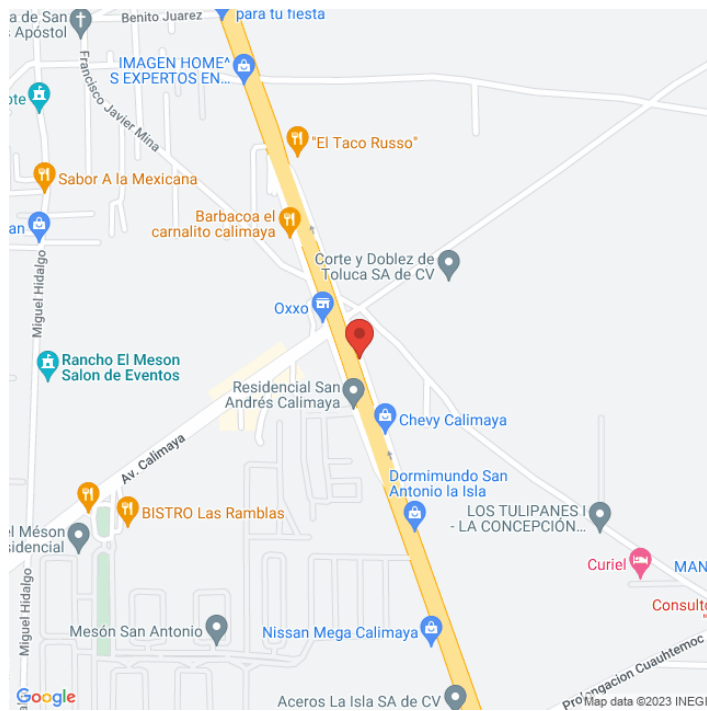 a de San
s Apóstol
Benito Juarez
para tu fiesta
IMAGEN HOME^
S EXPERTOS EN...
Francisco Javier Mina
ote
"El Taco Russo"
Sabor A la Mexicana
an
Barbacoa el
carnalito calimaya
Corte y Doblez de
Toluca SA de CV
Miguel Hidalgo
Oxxo
Rancho El Meson
Salon de Eventos
Residencial San
Andrés Calimaya
Chevy Calimaya
Av. Calimaya
Dormimundo San
Antonio la Isla
BISTRO Las Ramblas
LOS TULIPANES I
- LA CONCEPCIÓN...
el Méson
sidencial
Curiel
MAN
Consulto
"
Miguel Hidalgo
Mesón San Antonio
Nissan Mega Calimaya
Prolongacion Cuauhtemoc
Google
Aceros La Isla SA de CV
Map data ©2023 INEGI